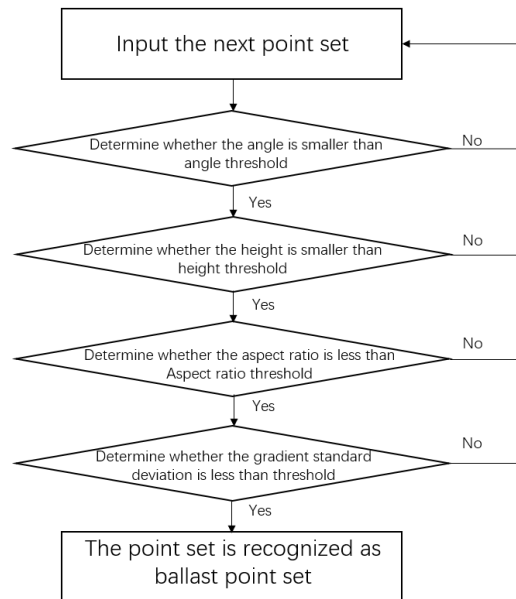 Input the next point set
Determine whether the angle is smaller than
angle threshold
No
Yes
Determine whether the height is smaller than
height threshold
No
Yes
Determine whether the aspect ratio is less than
Aspect ratio threshold
No
Yes
Determine whether the gradient standard
deviation is less than threshold
No
Yes
The point set is recognized as
ballast point set